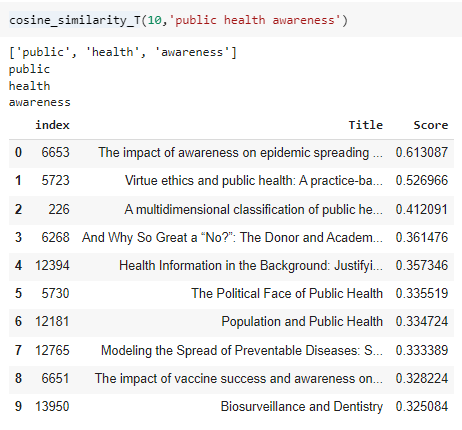 cosine_similarity_T(10,'public health awareness')
['public', 'health', 'awareness']
public
health
awareness
index Title Score
0 6653 The impact of awareness on epidemic spreading ... 0.613087
1 5723 Virtue ethics and public health: A practice-ba... 0.526966
2 226 A multidimensional classification of public he... 0.412091
3 6268 And Why So Great a “No?”: The Donor and Academ... 0.361476
4 12394 Health Information in the Background: Justifyi... 0.357346
5 5730 The Political Face of Public Health 0.335519
6 12181 Population and Public Health 0.334724
7 12765 Modeling the Spread of Preventable Diseases: S... 0.333389
8 6651 The impact of vaccine success and awareness on... 0.328224
9 13950 Biosurveillance and Dentistry 0.325084